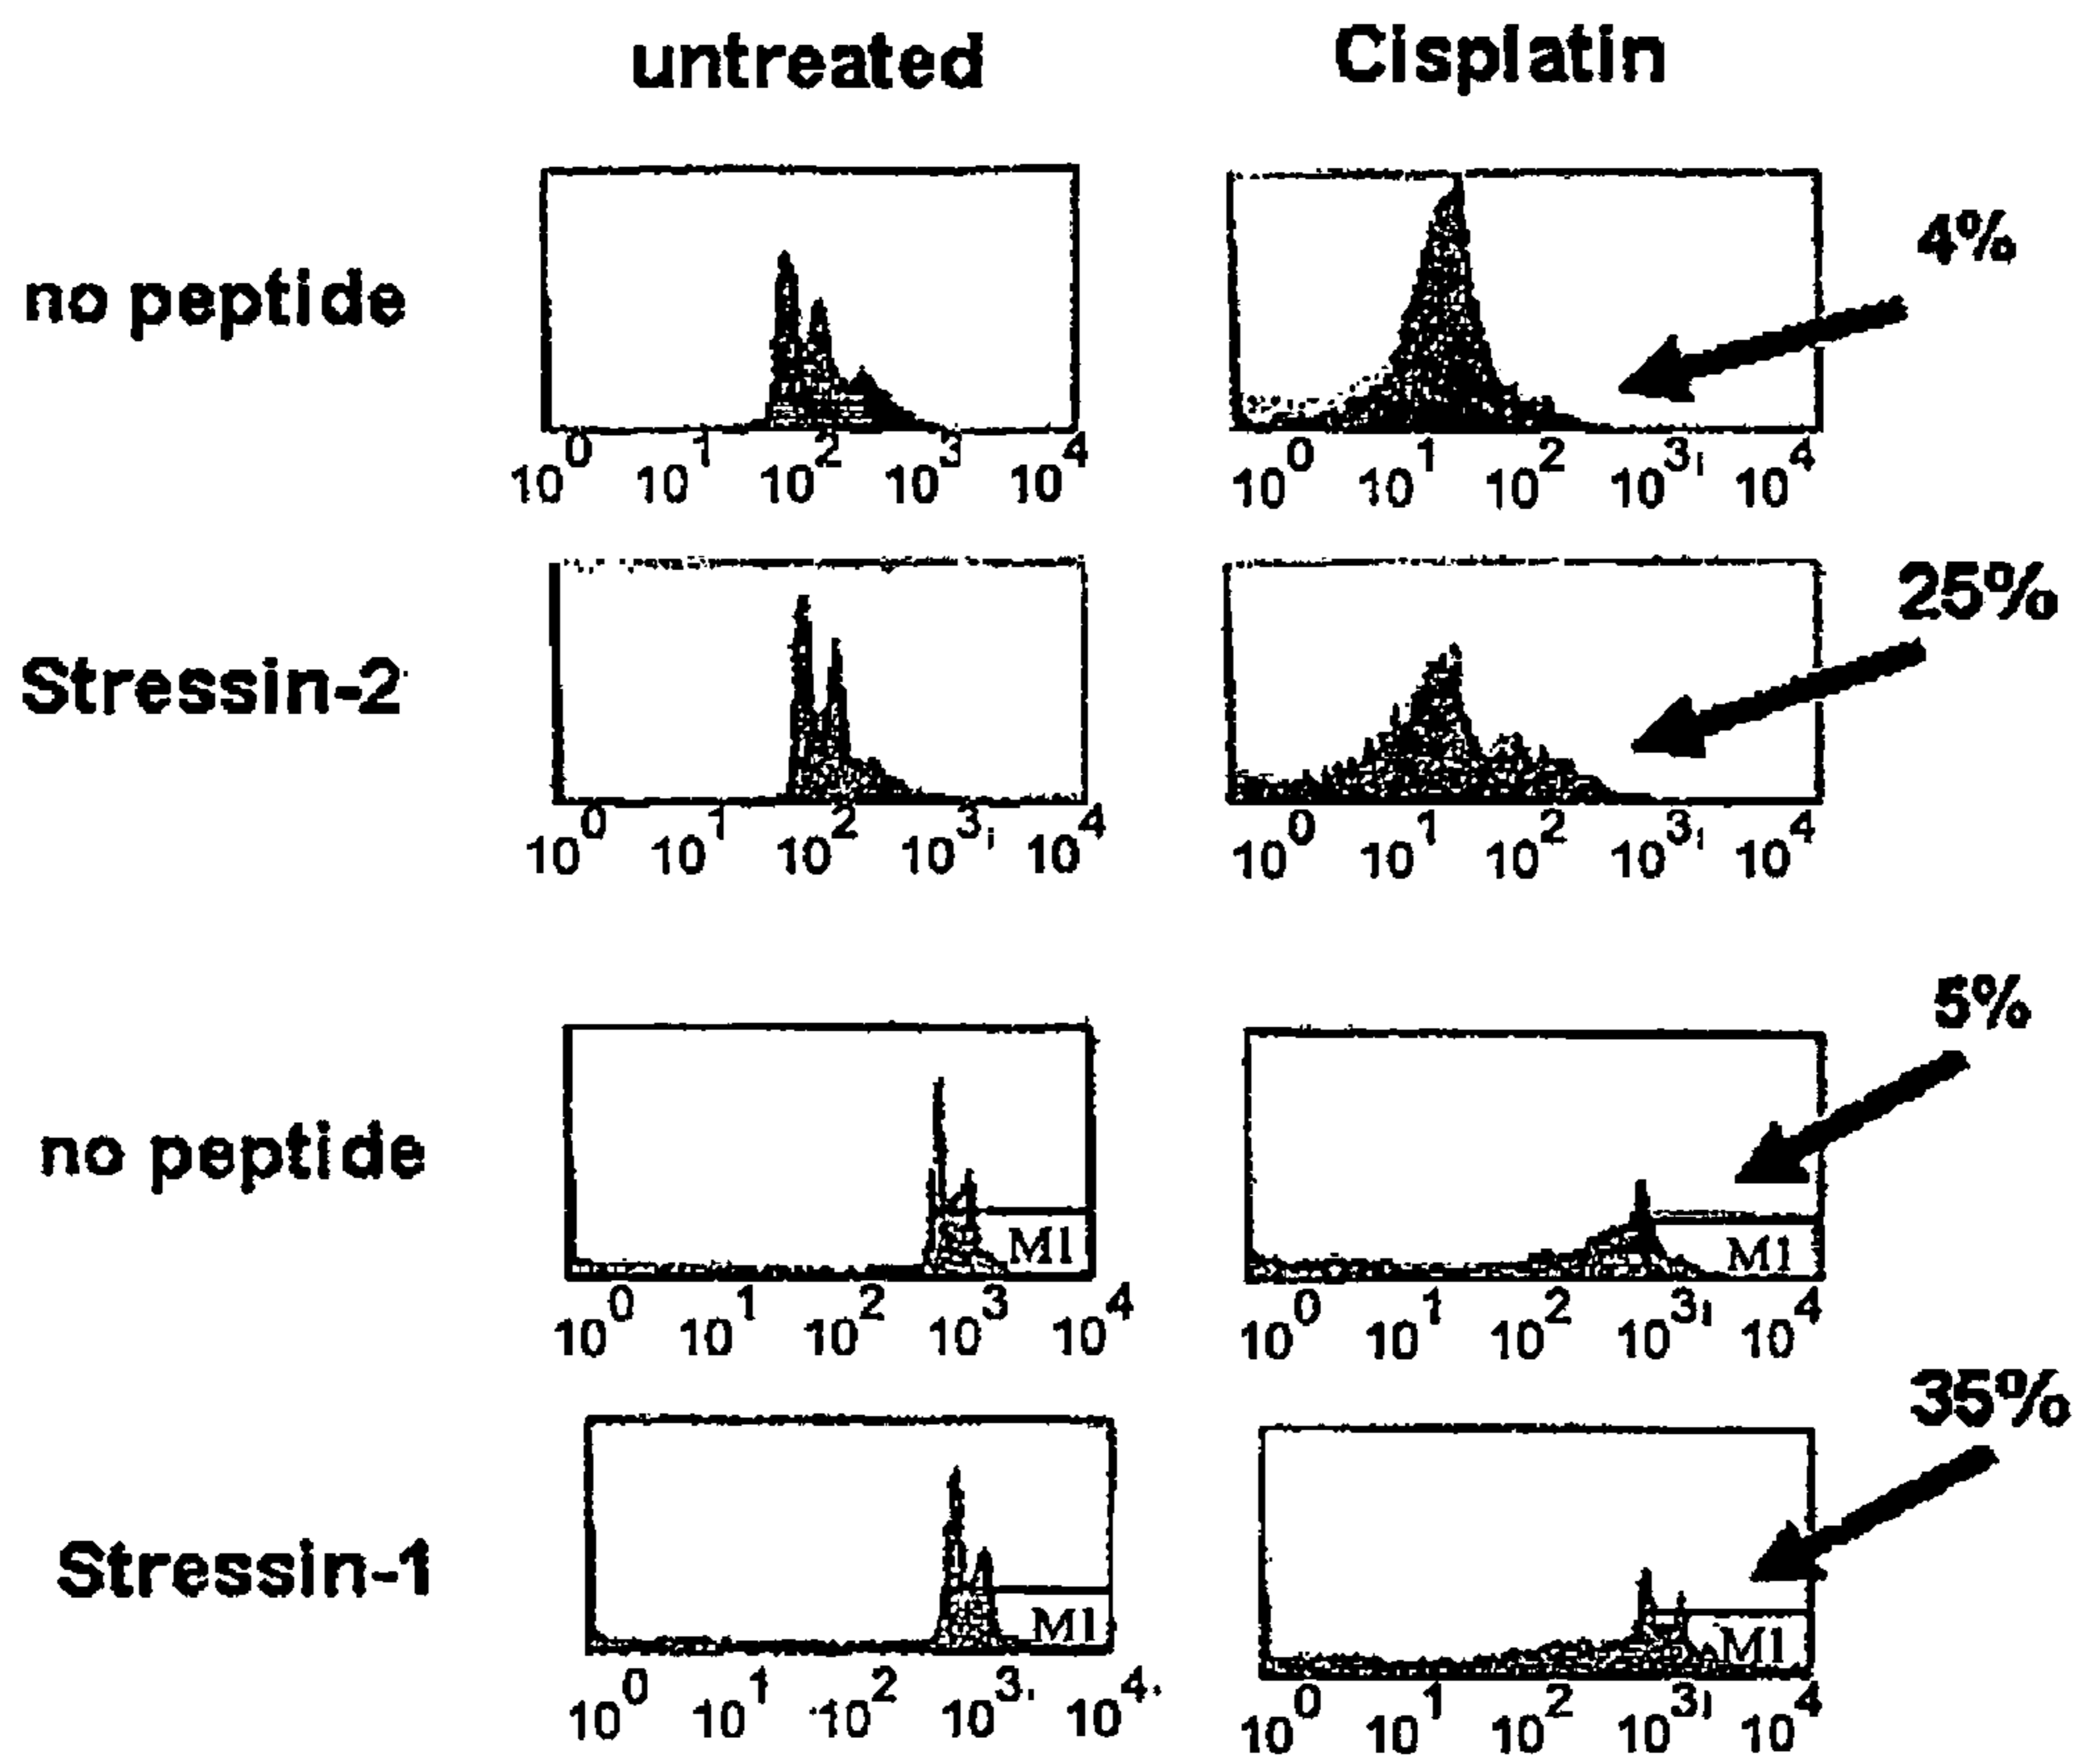 untreated Cisplatin
no peptide 4%
10^0 10^1 10^2 10^3 10^4 10^0 10^1 10^2 10^3 10^4
Stressin-2 25%
10^0 10^1 10^2 10^3 10^4 10^0 10^1 10^2 10^3 10^4
no peptide 5%
M1 M1
10^0 10^1 10^2 10^3 10^4 10^0 10^1 10^2 10^3 10^4
Stressin-1 35%
M1 M1
10^0 10^1 10^2 10^3 10^4 10^0 10^1 10^2 10^3 10^4